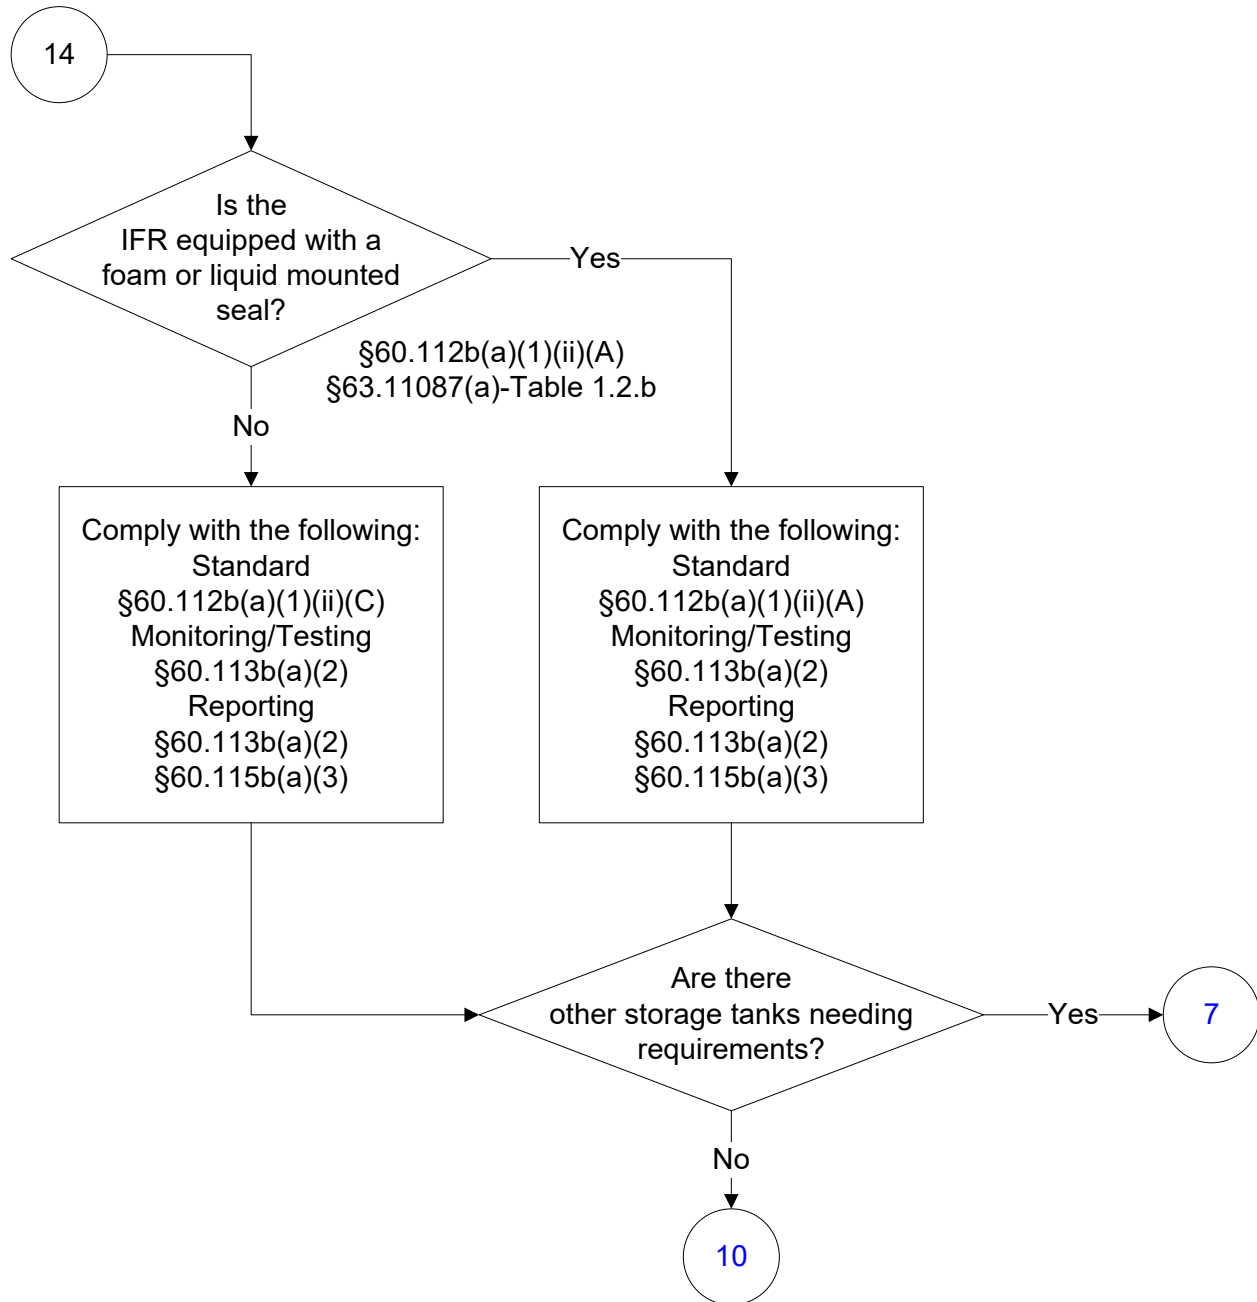 14
Is the
IFR equipped with a
foam or liquid mounted
seal?
Yes
§60.112b(a)(1)(ii)(A)
§63.11087(a)-Table 1.2.b
No
Comply with the following:
Standard
§60.112b(a)(1)(ii)(C)
Monitoring/Testing
§60.113b(a)(2)
Reporting
§60.113b(a)(2)
§60.115b(a)(3)
Comply with the following:
Standard
§60.112b(a)(1)(ii)(A)
Monitoring/Testing
§60.113b(a)(2)
Reporting
§60.113b(a)(2)
§60.115b(a)(3)
Are there
other storage tanks needing
requirements?
Yes
7
No
10